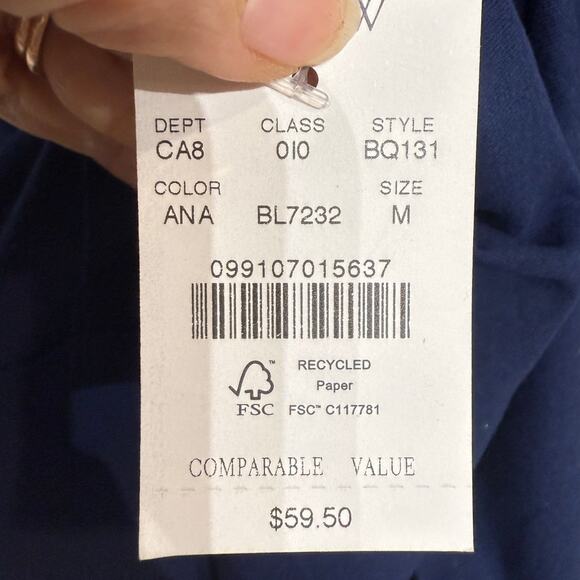 DEPT CLASS STYLE
CA8 010 BQ131
COLOR SIZE
ANA BL7232 M
099107015637
RECYCLED
Paper
FSC™ FSC™ C117781
COMPARABLE VALUE
$59.50